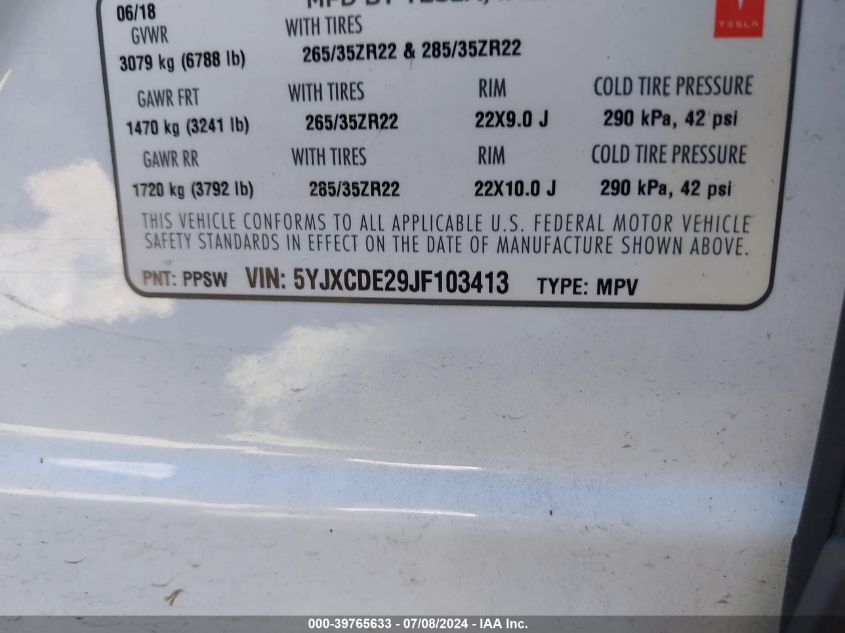 06/18
MFD BY TESLA,
TESLA
GVWR WITH TIRES
3079 kg (6788 lb) 265/35ZR22 & 285/35ZR22
GAWR FRT WITH TIRES RIM COLD TIRE PRESSURE
1470 kg (3241 lb) 265/35ZR22 22X9.0 J 290 kPa, 42 psi
GAWR RR WITH TIRES RIM COLD TIRE PRESSURE
1720 kg (3792 lb) 285/35ZR22 22X10.0 J 290 kPa, 42 psi
THIS VEHICLE CONFORMS TO ALL APPLICABLE U.S. FEDERAL MOTOR VEHICLE
SAFETY STANDARDS IN EFFECT ON THE DATE OF MANUFACTURE SHOWN ABOVE.
PNT: PPSW VIN: 5YJXCDE29JF103413 TYPE: MPV
000-39765633 - 07/08/2024 - IAA Inc.